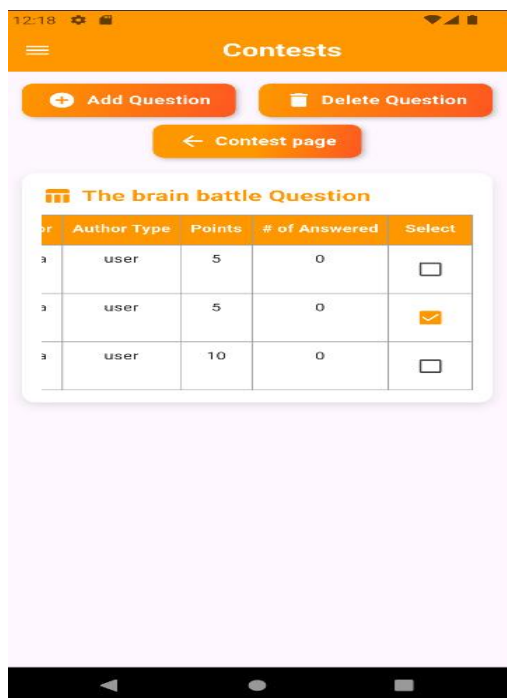 12:18
Contests
Add Question Delete Question
Contest page
The brain battle Question
or Author Type Points # of Answered Select
a user 5 0
a user 5 0
a user 10 0